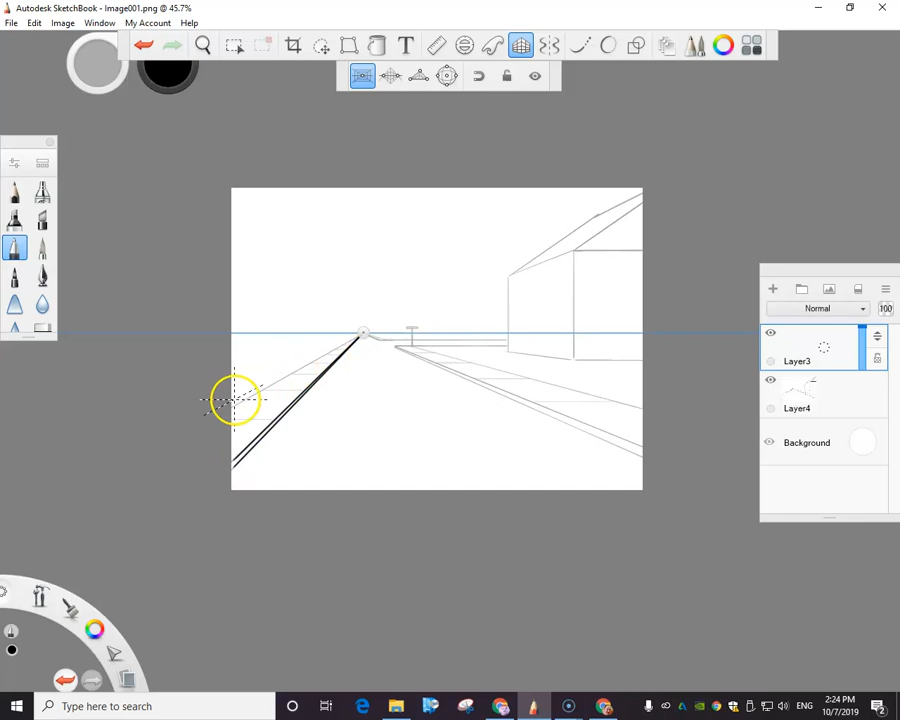 Autodesk SketchBook - Image001.png @ 45.7%
File Edit Image Window My Account Help
T
Normal 100
Layer3
Layer4
Background
Type here to search
ENG
2:24 PM
10/7/2019
2